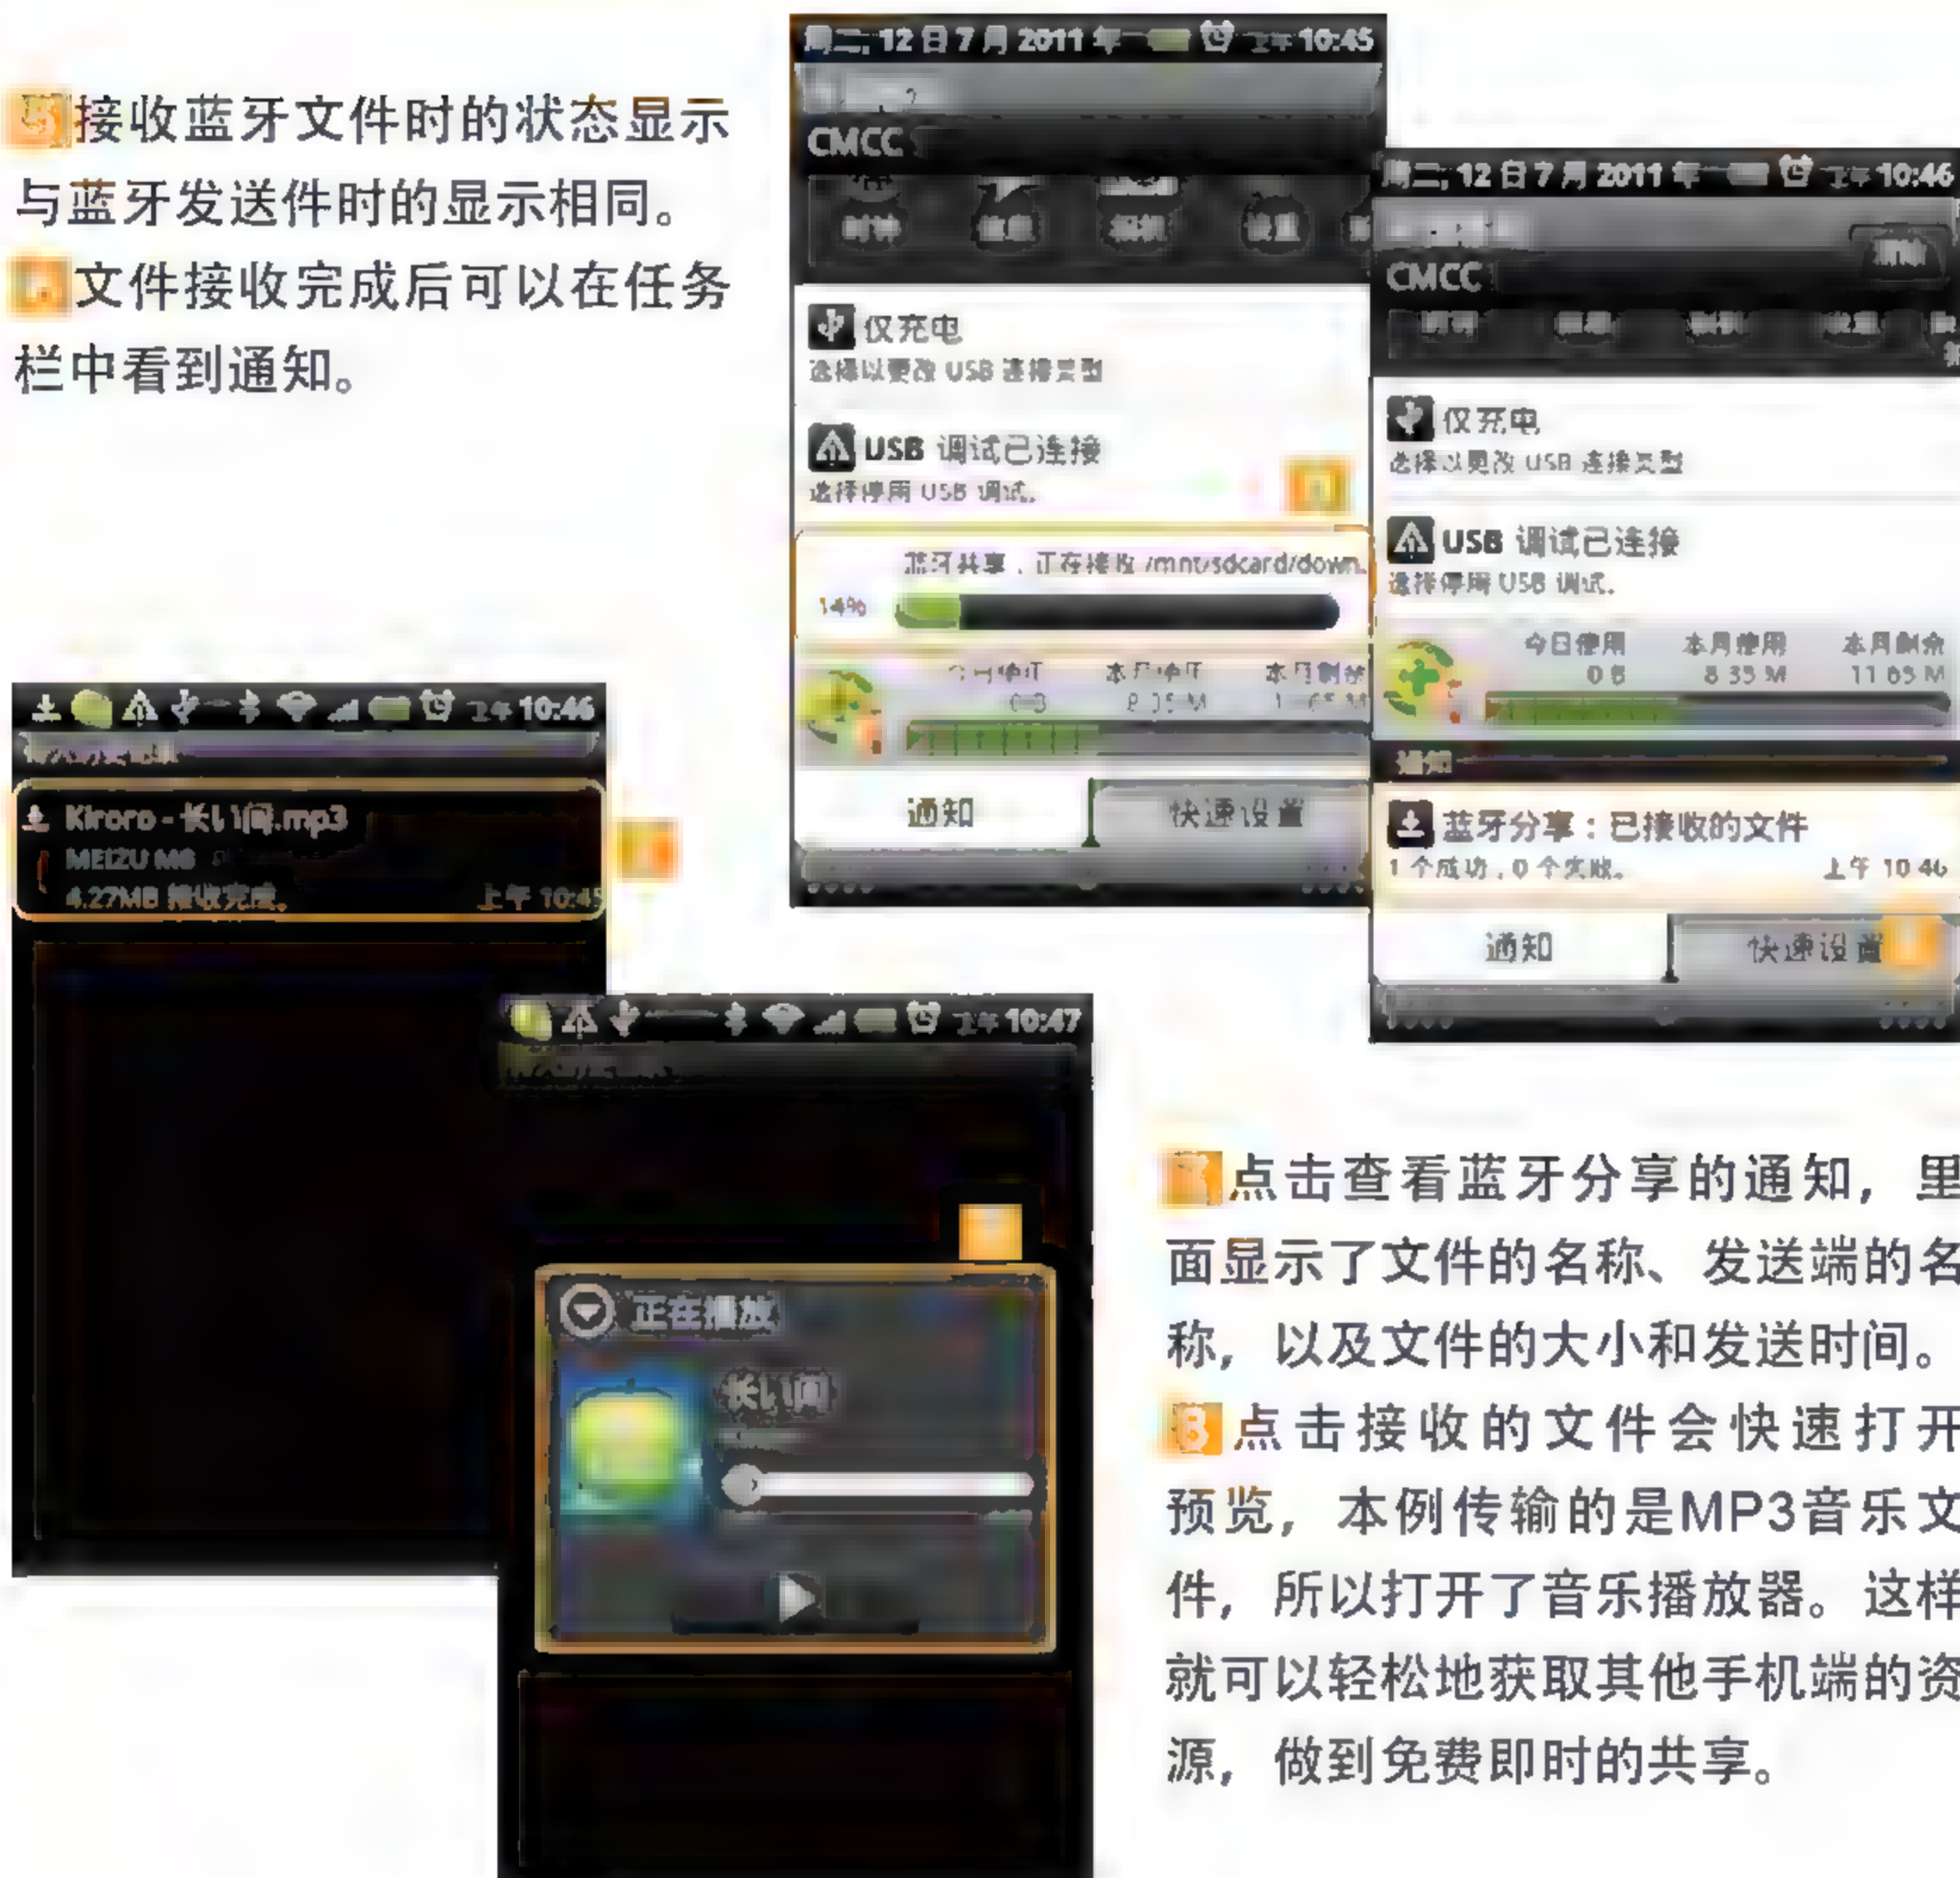 5接收蓝牙文件时的状态显示
与蓝牙发送件时的显示相同。
文件接收完成后可以在任务
栏中看到通知。
周二, 12 日 7 月 2011 年 上午 10:45
CMCC
仅充电
选择以更改 USB 连接类型
USB 调试已连接
选择停用 USB 调试。
蓝牙共享，正在接收 /mnt/sdcard/down
14%
今日使用 本月使用 本月剩余
通知 快速设置
周二, 12 日 7 月 2011 年 上午 10:46
CMCC
仅充电
选择以更改 USB 连接类型
USB 调试已连接
选择停用 USB 调试。
今日使用 本月使用 本月剩余
0 B 8.35 M 11.65 M
通知
蓝牙分享：已接收的文件
1 个成功，0 个失败。 上午 10:46
通知 快速设置
上午 10:46
Kiroro - 长い间.mp3
MEIZU M8
4.27MB 接收完成。 上午 10:45
上午 10:47
正在播放
长い间
点击查看蓝牙分享的通知，里
面显示了文件的名称、发送端的名
称，以及文件的大小和发送时间。
8点击接收的文件会快速打开
预览，本例传输的是MP3音乐文
件，所以打开了音乐播放器。这样
就可以轻松地获取其他手机端的资
源，做到免费即时的共享。